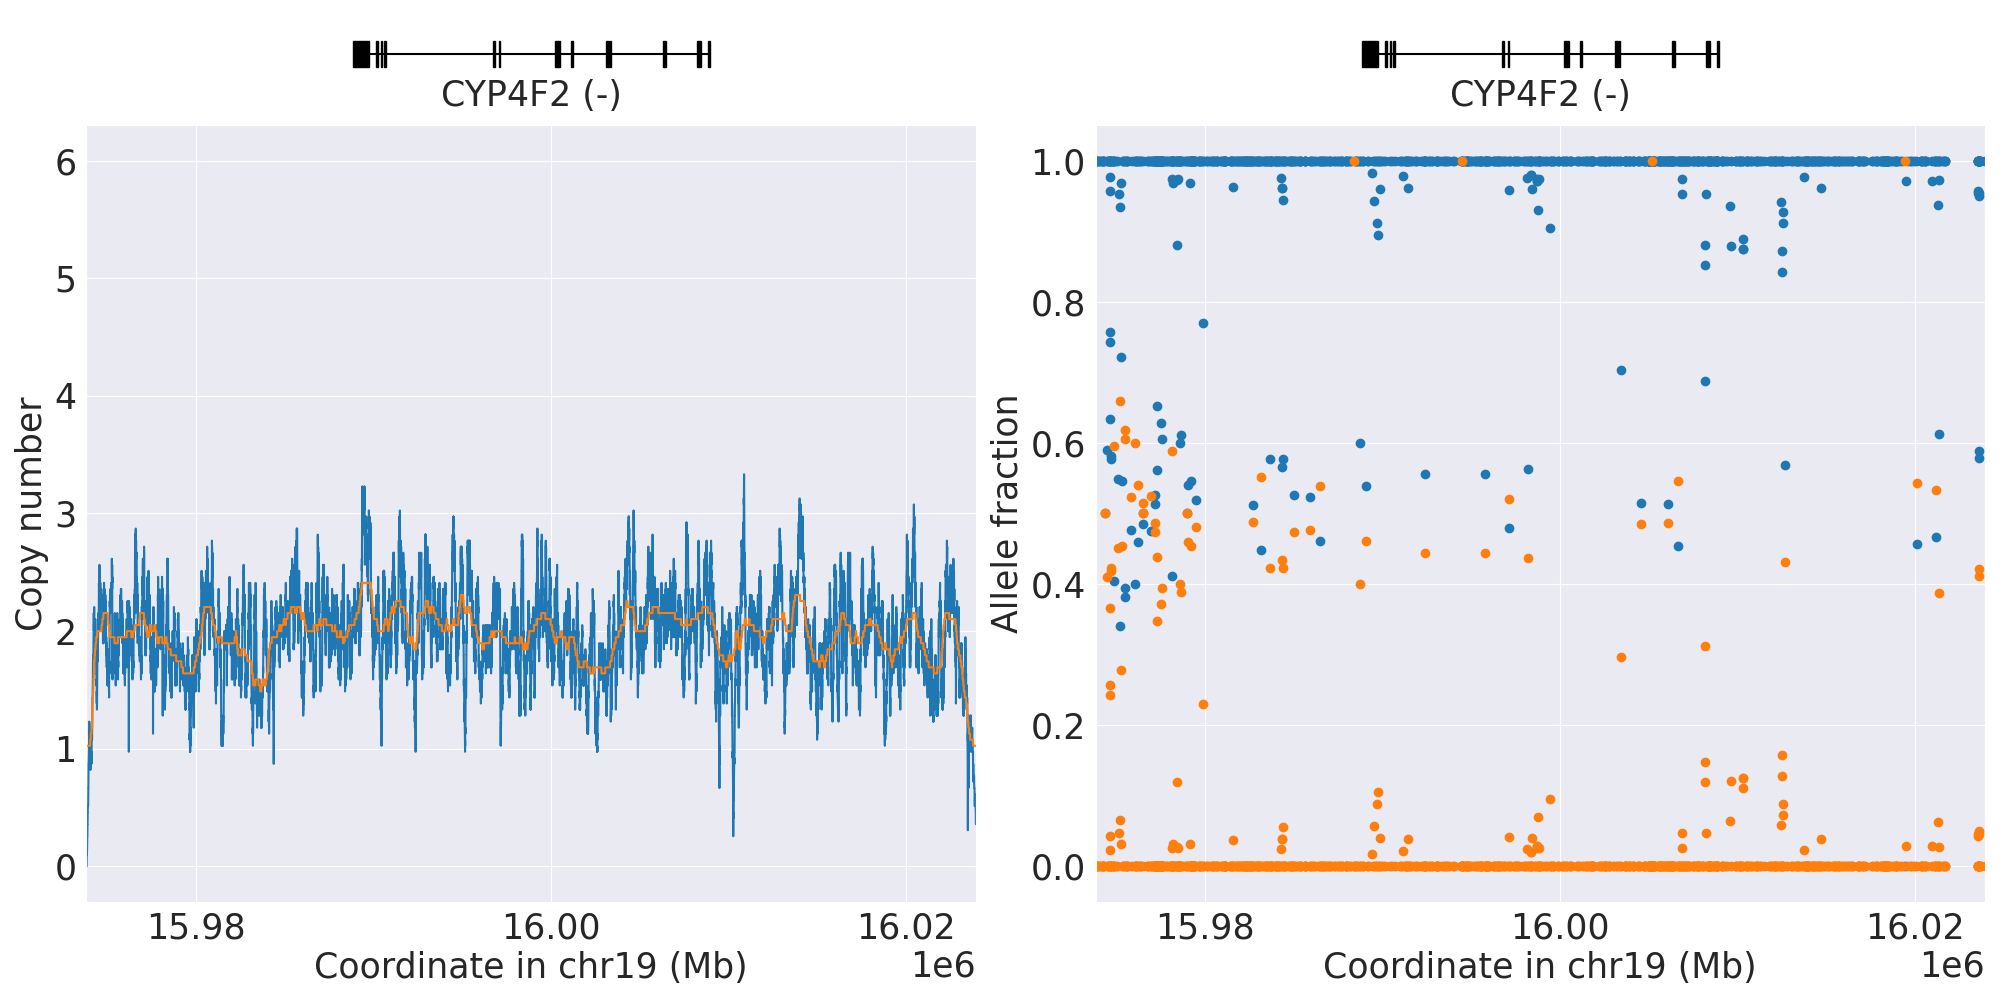 CYP4F2 (-)
6
5
4
3
2
1
0
Copy number
15.98
16.00
16.02
Coordinate in chr19 (Mb)
1e6
CYP4F2 (-)
1.0
0.8
0.6
0.4
0.2
0.0
Allele fraction
15.98
16.00
16.02
Coordinate in chr19 (Mb)
1e6